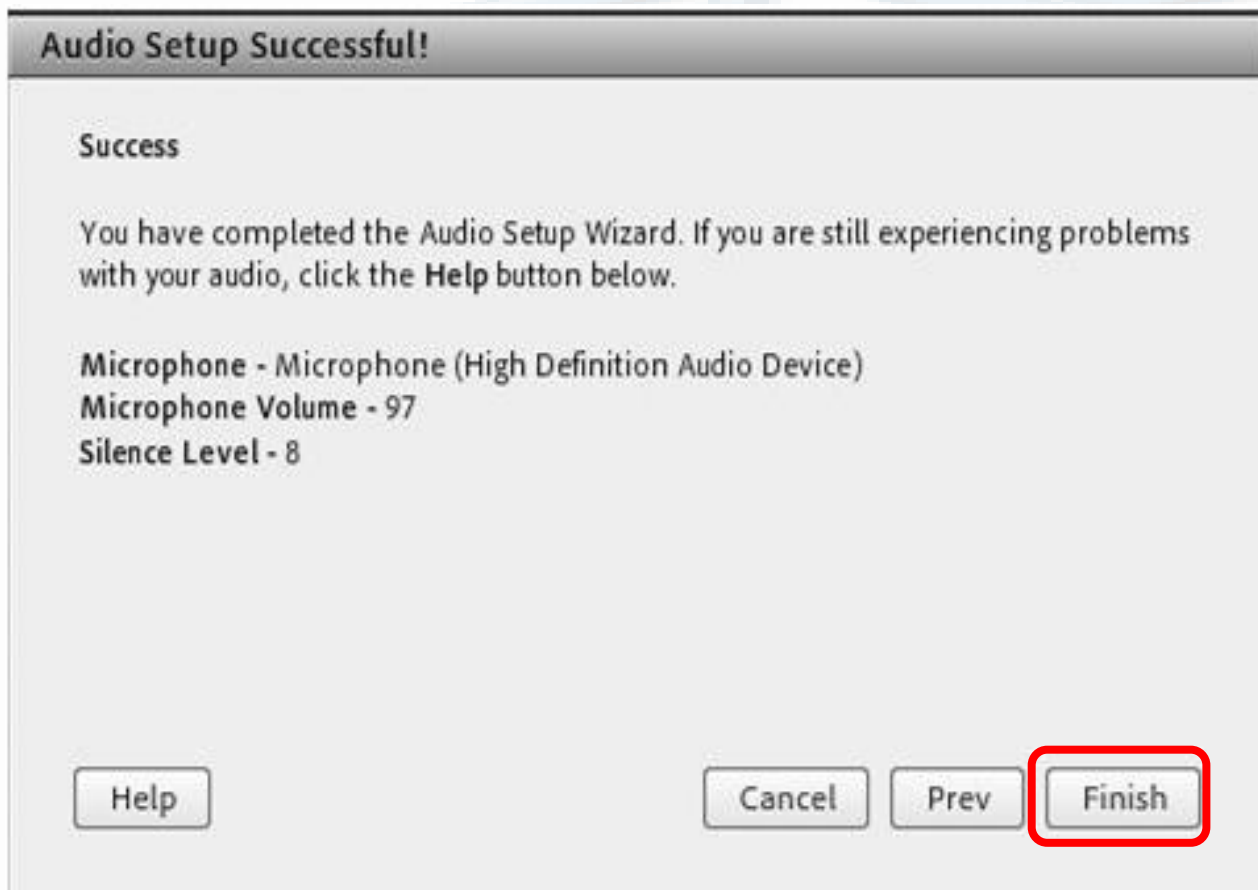 Audio Setup Successful!
Success
You have completed the Audio Setup Wizard. If you are still experiencing problems
with your audio, click the Help button below.
Microphone - Microphone (High Definition Audio Device)
Microphone Volume - 97
Silence Level - 8
Help Cancel Prev Finish